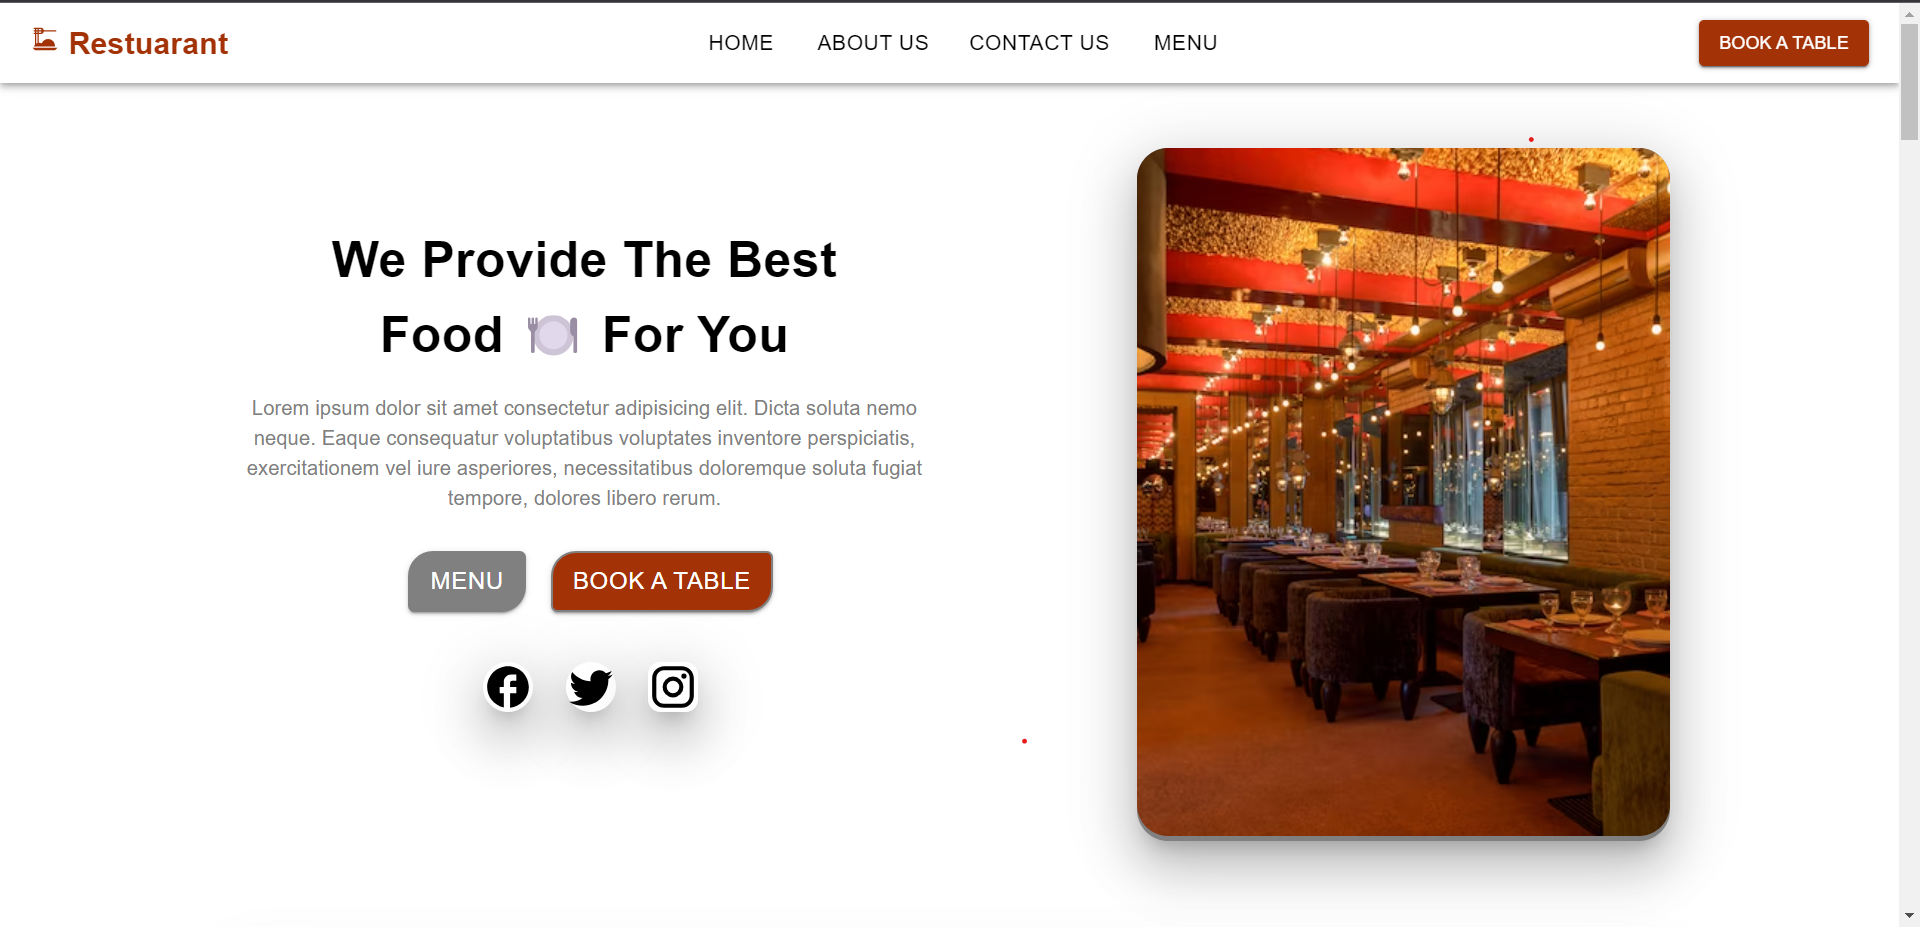 Restuarant
HOME ABOUT US CONTACT US MENU
BOOK A TABLE
We Provide The Best
Food 🍽️ For You
Lorem ipsum dolor sit amet consectetur adipisicing elit. Dicta soluta nemo
neque. Eaque consequatur voluptatibus voluptates inventore perspiciatis,
exercitationem vel iure asperiores, necessitatibus doloremque soluta fugiat
tempore, dolores libero rerum.
MENU BOOK A TABLE